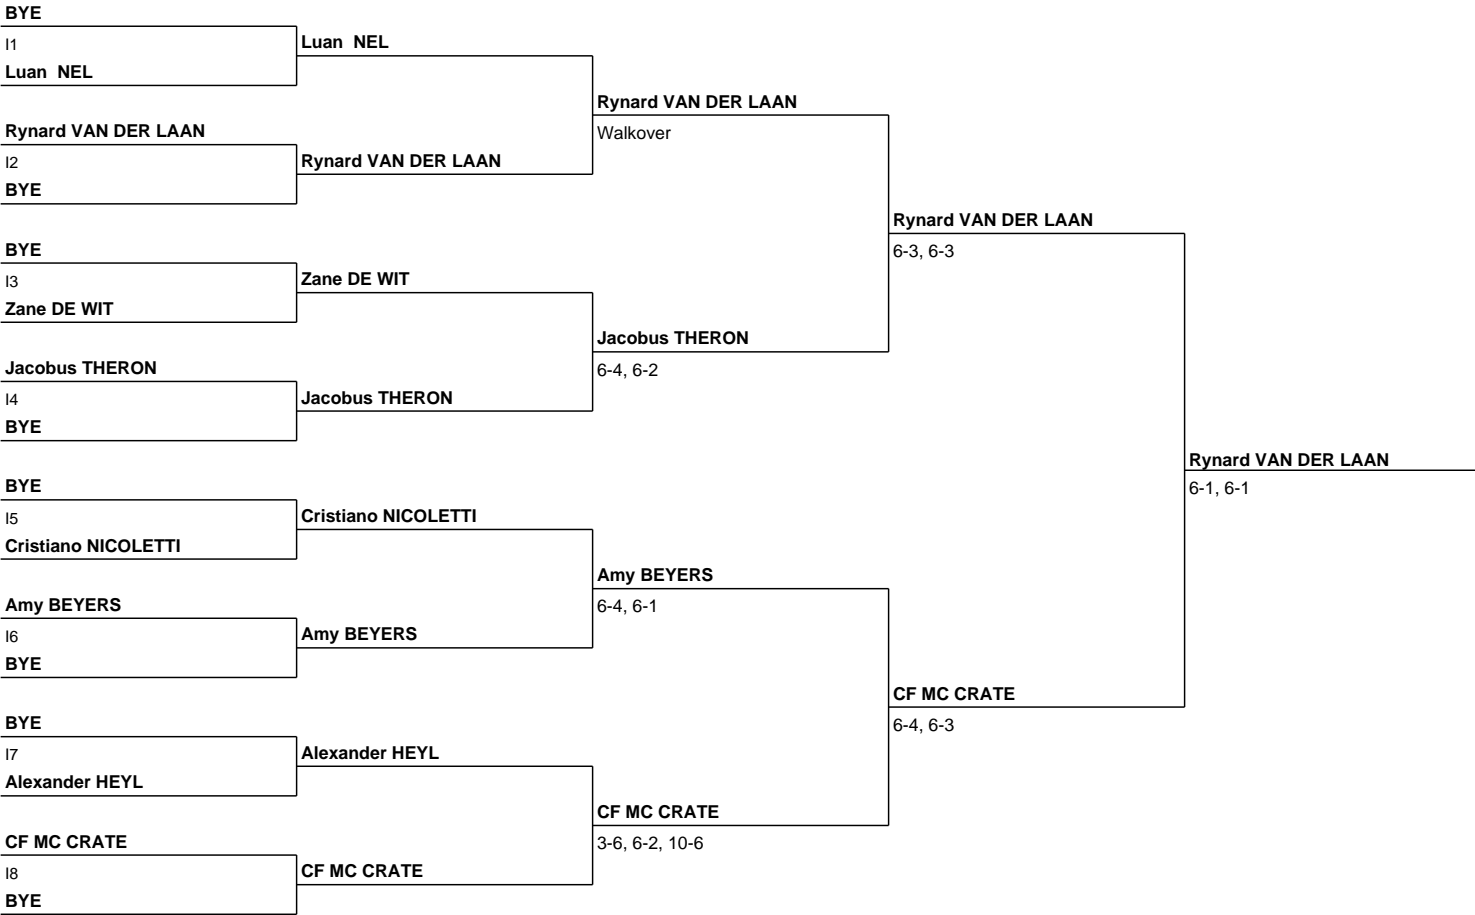 BYE
I1
Luan  NEL
Rynard VAN DER LAAN
I2
BYE
BYE
I3
Zane DE WIT
Jacobus THERON
I4
BYE
BYE
I5
Cristiano NICOLETTI
Amy BEYERS
I6
BYE
BYE
I7
Alexander HEYL
CF MC CRATE
I8
BYE
Luan  NEL
Rynard VAN DER LAAN
Zane DE WIT
Jacobus THERON
Cristiano NICOLETTI
Amy BEYERS
Alexander HEYL
CF MC CRATE
Rynard VAN DER LAAN
Walkover
Jacobus THERON
6-4, 6-2
Amy BEYERS
6-4, 6-1
CF MC CRATE
3-6, 6-2, 10-6
Rynard VAN DER LAAN
6-3, 6-3
CF MC CRATE
6-4, 6-3
Rynard VAN DER LAAN
6-1, 6-1